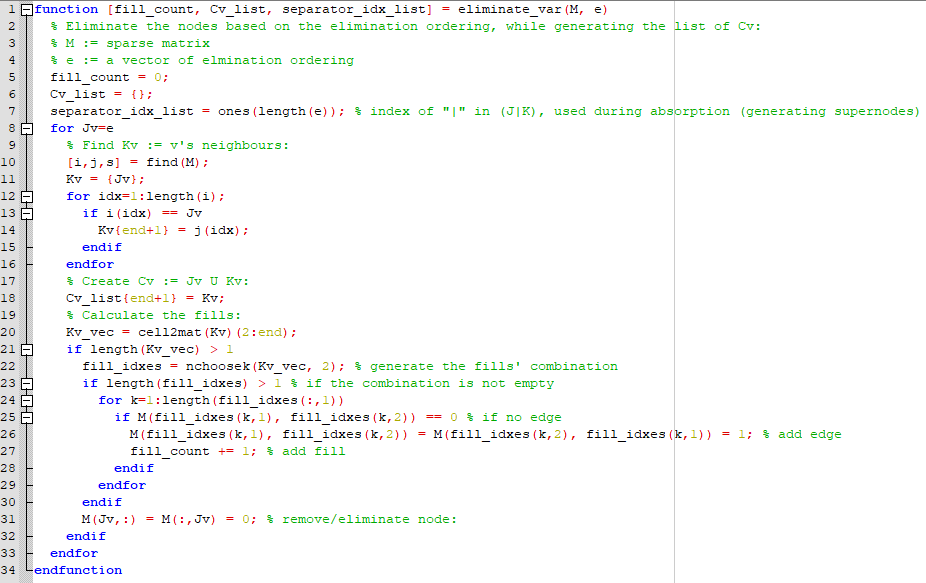 1 function [fill_count, Cv_list, separator_idx_list] = eliminate_var(M, e)
2 % Eliminate the nodes based on the elimination ordering, while generating the list of Cv:
3 % M := sparse matrix
4 % e := a vector of elmination ordering
5 fill_count = 0;
6 Cv_list = {};
7 separator_idx_list = ones(length(e)); % index of "|" in (J|K), used during absorption (generating supernodes)
8 for Jv=e
9 % Find Kv := v's neighbours:
10 [i,j,s] = find(M);
11 Kv = {Jv};
12 for idx=1:length(i);
13 if i(idx) == Jv
14 Kv{end+1} = j(idx);
15 endif
16 endfor
17 % Create Cv := Jv U Kv:
18 Cv_list{end+1} = Kv;
19 % Calculate the fills:
20 Kv_vec = cell2mat(Kv)(2:end);
21 if length(Kv_vec) > 1
22 fill_idxes = nchoosek(Kv_vec, 2); % generate the fills' combination
23 if length(fill_idxes) > 1 % if the combination is not empty
24 for k=1:length(fill_idxes(:,1))
25 if M(fill_idxes(k,1), fill_idxes(k,2)) == 0 % if no edge
26 M(fill_idxes(k,1), fill_idxes(k,2)) = M(fill_idxes(k,2), fill_idxes(k,1)) = 1; % add edge
27 fill_count += 1; % add fill
28 endif
29 endfor
30 endif
31 M(Jv,:) = M(:,Jv) = 0; % remove/eliminate node:
32 endif
33 endfor
34 endfunction